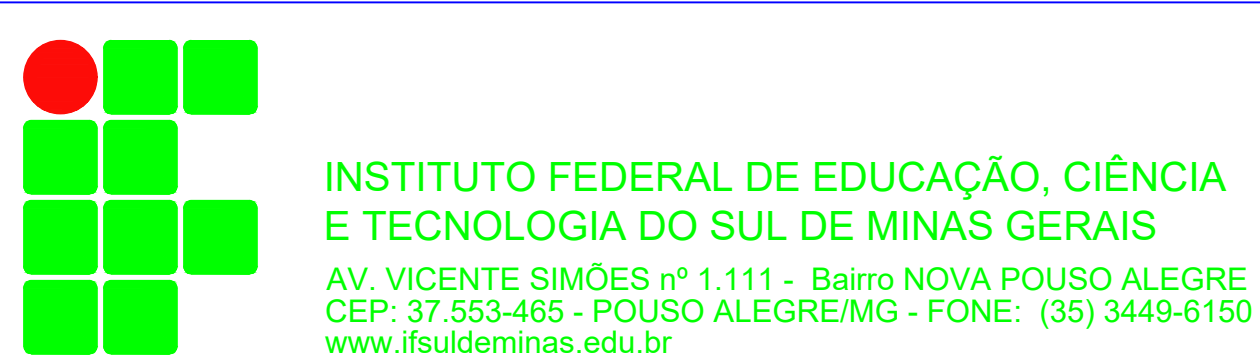 INSTITUTO FEDERAL DE EDUCAÇÃO, CIÊNCIA
E TECNOLOGIA DO SUL DE MINAS GERAIS
AV. VICENTE SIMÕES nº 1.111 - Bairro NOVA POUSO ALEGRE
CEP: 37.553-465 - POUSO ALEGRE/MG - FONE: (35) 3449-6150
www.ifsuldeminas.edu.br